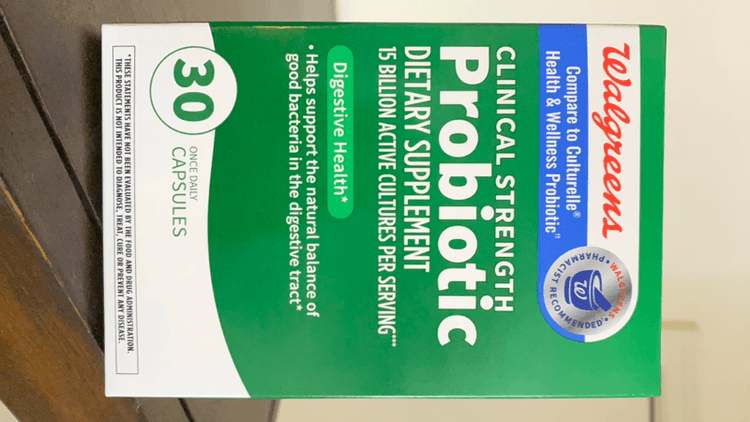 Walgreens
Compare to Culturelle®
Health & Wellness Probiotic††
WALGREENS
PHARMACIST RECOMMENDED
W
CLINICAL STRENGTH
Probiotic
DIETARY SUPPLEMENT
15 BILLION ACTIVE CULTURES PER SERVING***
Digestive Health*
• Helps support the natural balance of
good bacteria in the digestive tract*
30
ONCE DAILY
CAPSULES
*THESE STATEMENTS HAVE NOT BEEN EVALUATED BY THE FOOD AND DRUG ADMINISTRATION.
THIS PRODUCT IS NOT INTENDED TO DIAGNOSE, TREAT, CURE OR PREVENT ANY DISEASE.